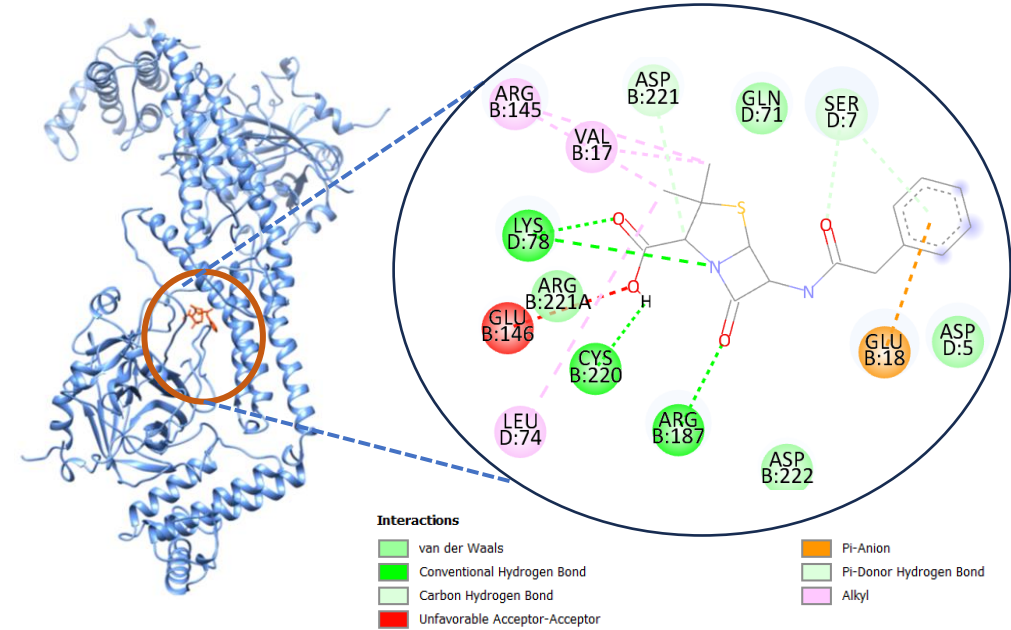 ARG
B:145
ASP
B:221
GLN
D:71
SER
D:7
VAL
B:17
LYS
D:78
ARG
B:221A
GLU
B:146
CYS
B:220
LEU
D:74
ARG
B:187
ASP
B:222
GLU
B:18
ASP
D:5
O
S
O
N
O
H
N
O
Interactions
van der Waals
Conventional Hydrogen Bond
Carbon Hydrogen Bond
Unfavorable Acceptor-Acceptor
Pi-Anion
Pi-Donor Hydrogen Bond
Alkyl